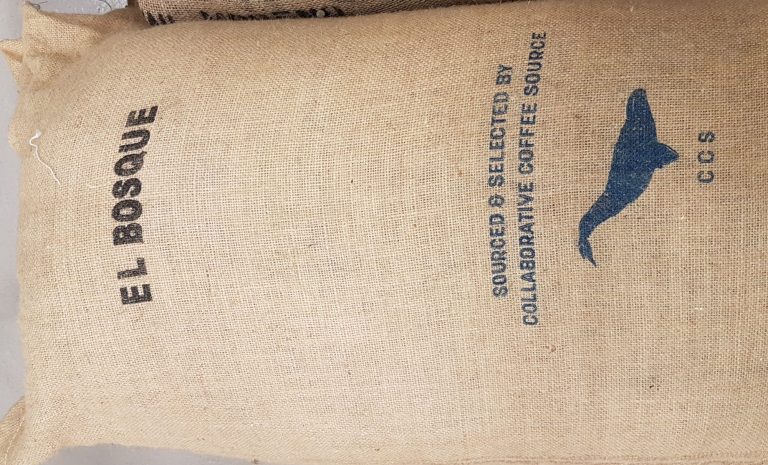 EL BOSQUE
SOURCED & SELECTED BY
COLLABORATIVE COFFEE SOURCE
CCS